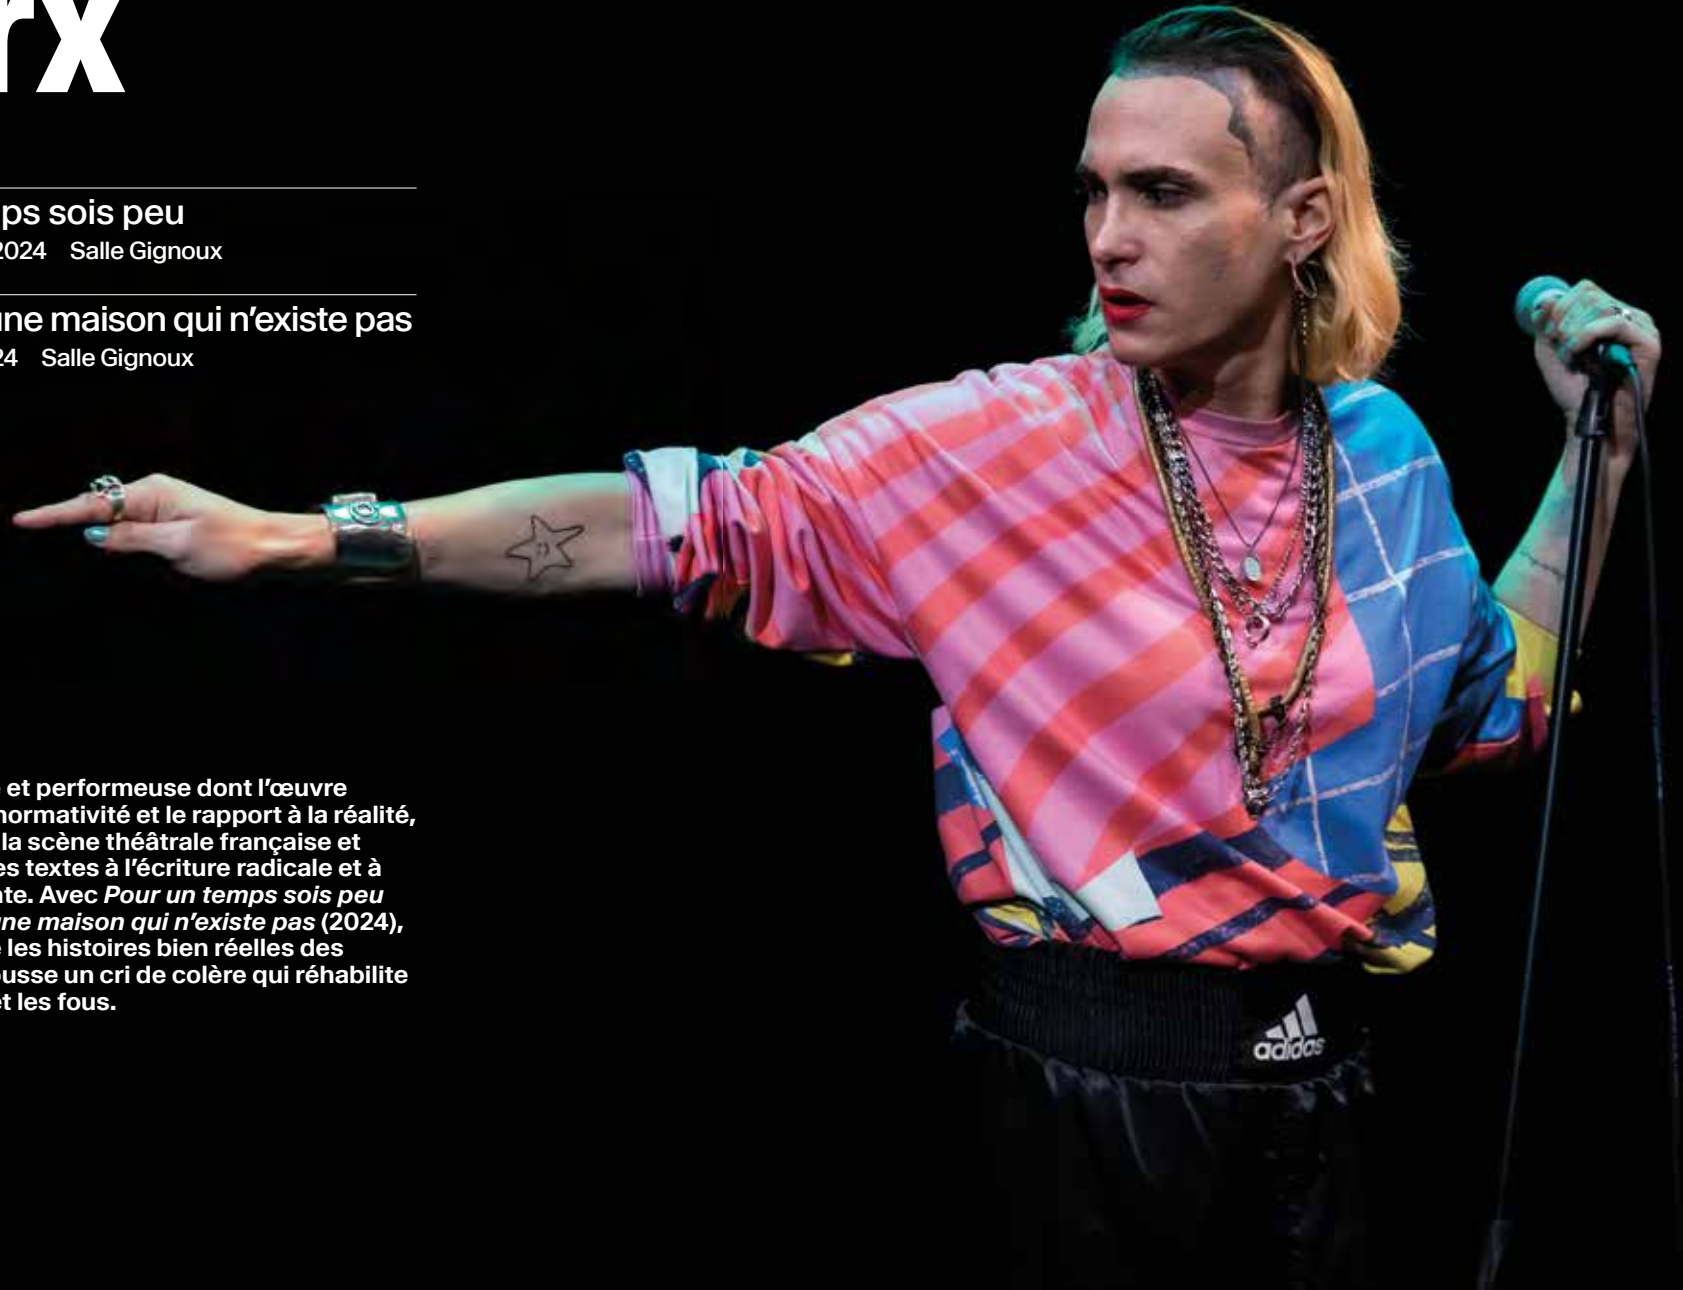 rx
ps sois peu
2024 Salle Gignoux
une maison qui n’existe pas
24 Salle Gignoux
et performeuse dont l’œuvre
normativité et le rapport à la réalité,
la scène théâtrale française et
es textes à l’écriture radicale et à
nte. Avec Pour un temps sois peu
une maison qui n’existe pas (2024),
les histoires bien réelles des
ousse un cri de colère qui réhabilite
et les fous.
adidas